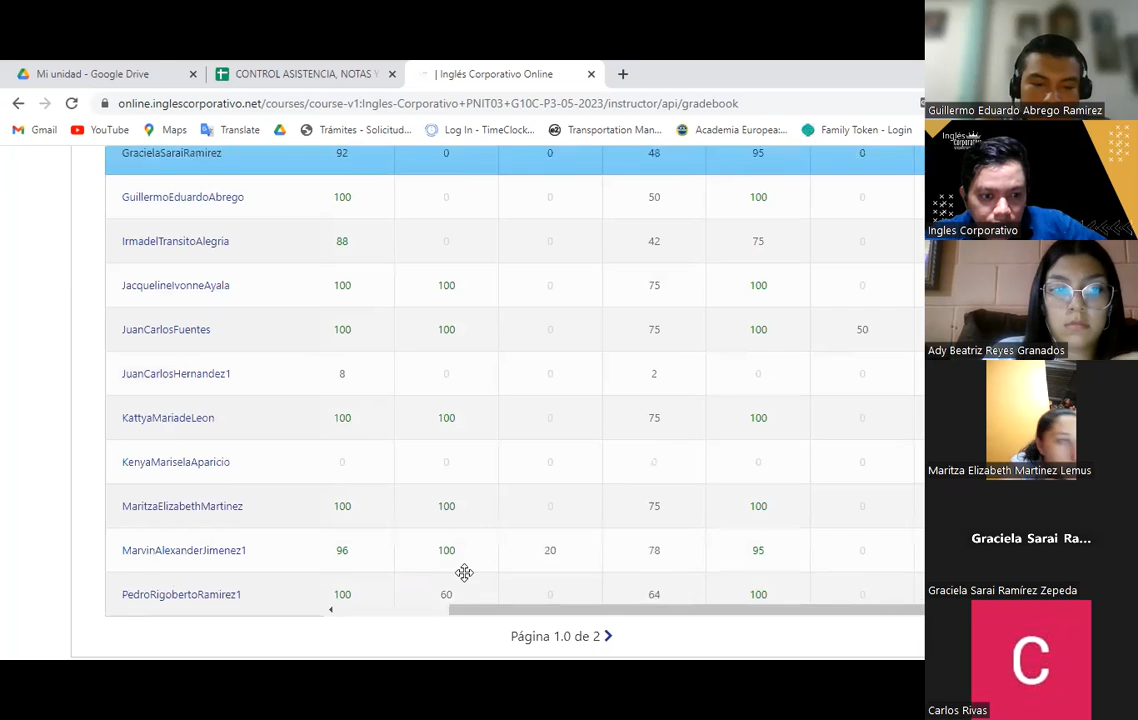 Mi unidad - Google Drive
CONTROL ASISTENCIA, NOTAS Y
| Inglés Corporativo Online
online.inglescorporativo.net/courses/course-v1:Ingles-Corporativo+PNIT03+G10C-P3-05-2023/instructor/api/gradebook
Gmail YouTube Maps Translate Trámites - Solicitud... Log In - TimeClock... Transportation Man... Academia Europea:... Family Token - Login
GracielaSaraiRamirez 92 0 0 48 95 0
GuillermoEduardoAbrego 100 0 0 50 100 0
IrmadelTransitoAlegria 88 0 0 42 75 0
JacquelineIvonneAyala 100 100 0 75 100 0
JuanCarlosFuentes 100 100 0 75 100 50
JuanCarlosHernandez1 8 0 0 2 0 0
KattyaMariadeLeon 100 100 0 75 100 0
KenyaMariselaAparicio 0 0 0 0 0 0
MaritzaElizabethMartinez 100 100 0 75 100 0
MarvinAlexanderJimenez1 96 100 20 78 95 0
PedroRigobertoRamirez1 100 60 0 64 100 0
Página 1.0 de 2
Guillermo Eduardo Abrego Ramirez
Inglés
Corporativo
Ingles Corporativo
Ady Beatriz Reyes Granados
Maritza Elizabeth Martinez Lemus
Graciela Sarai Ra...
Graciela Sarai Ramírez Zepeda
C
Carlos Rivas